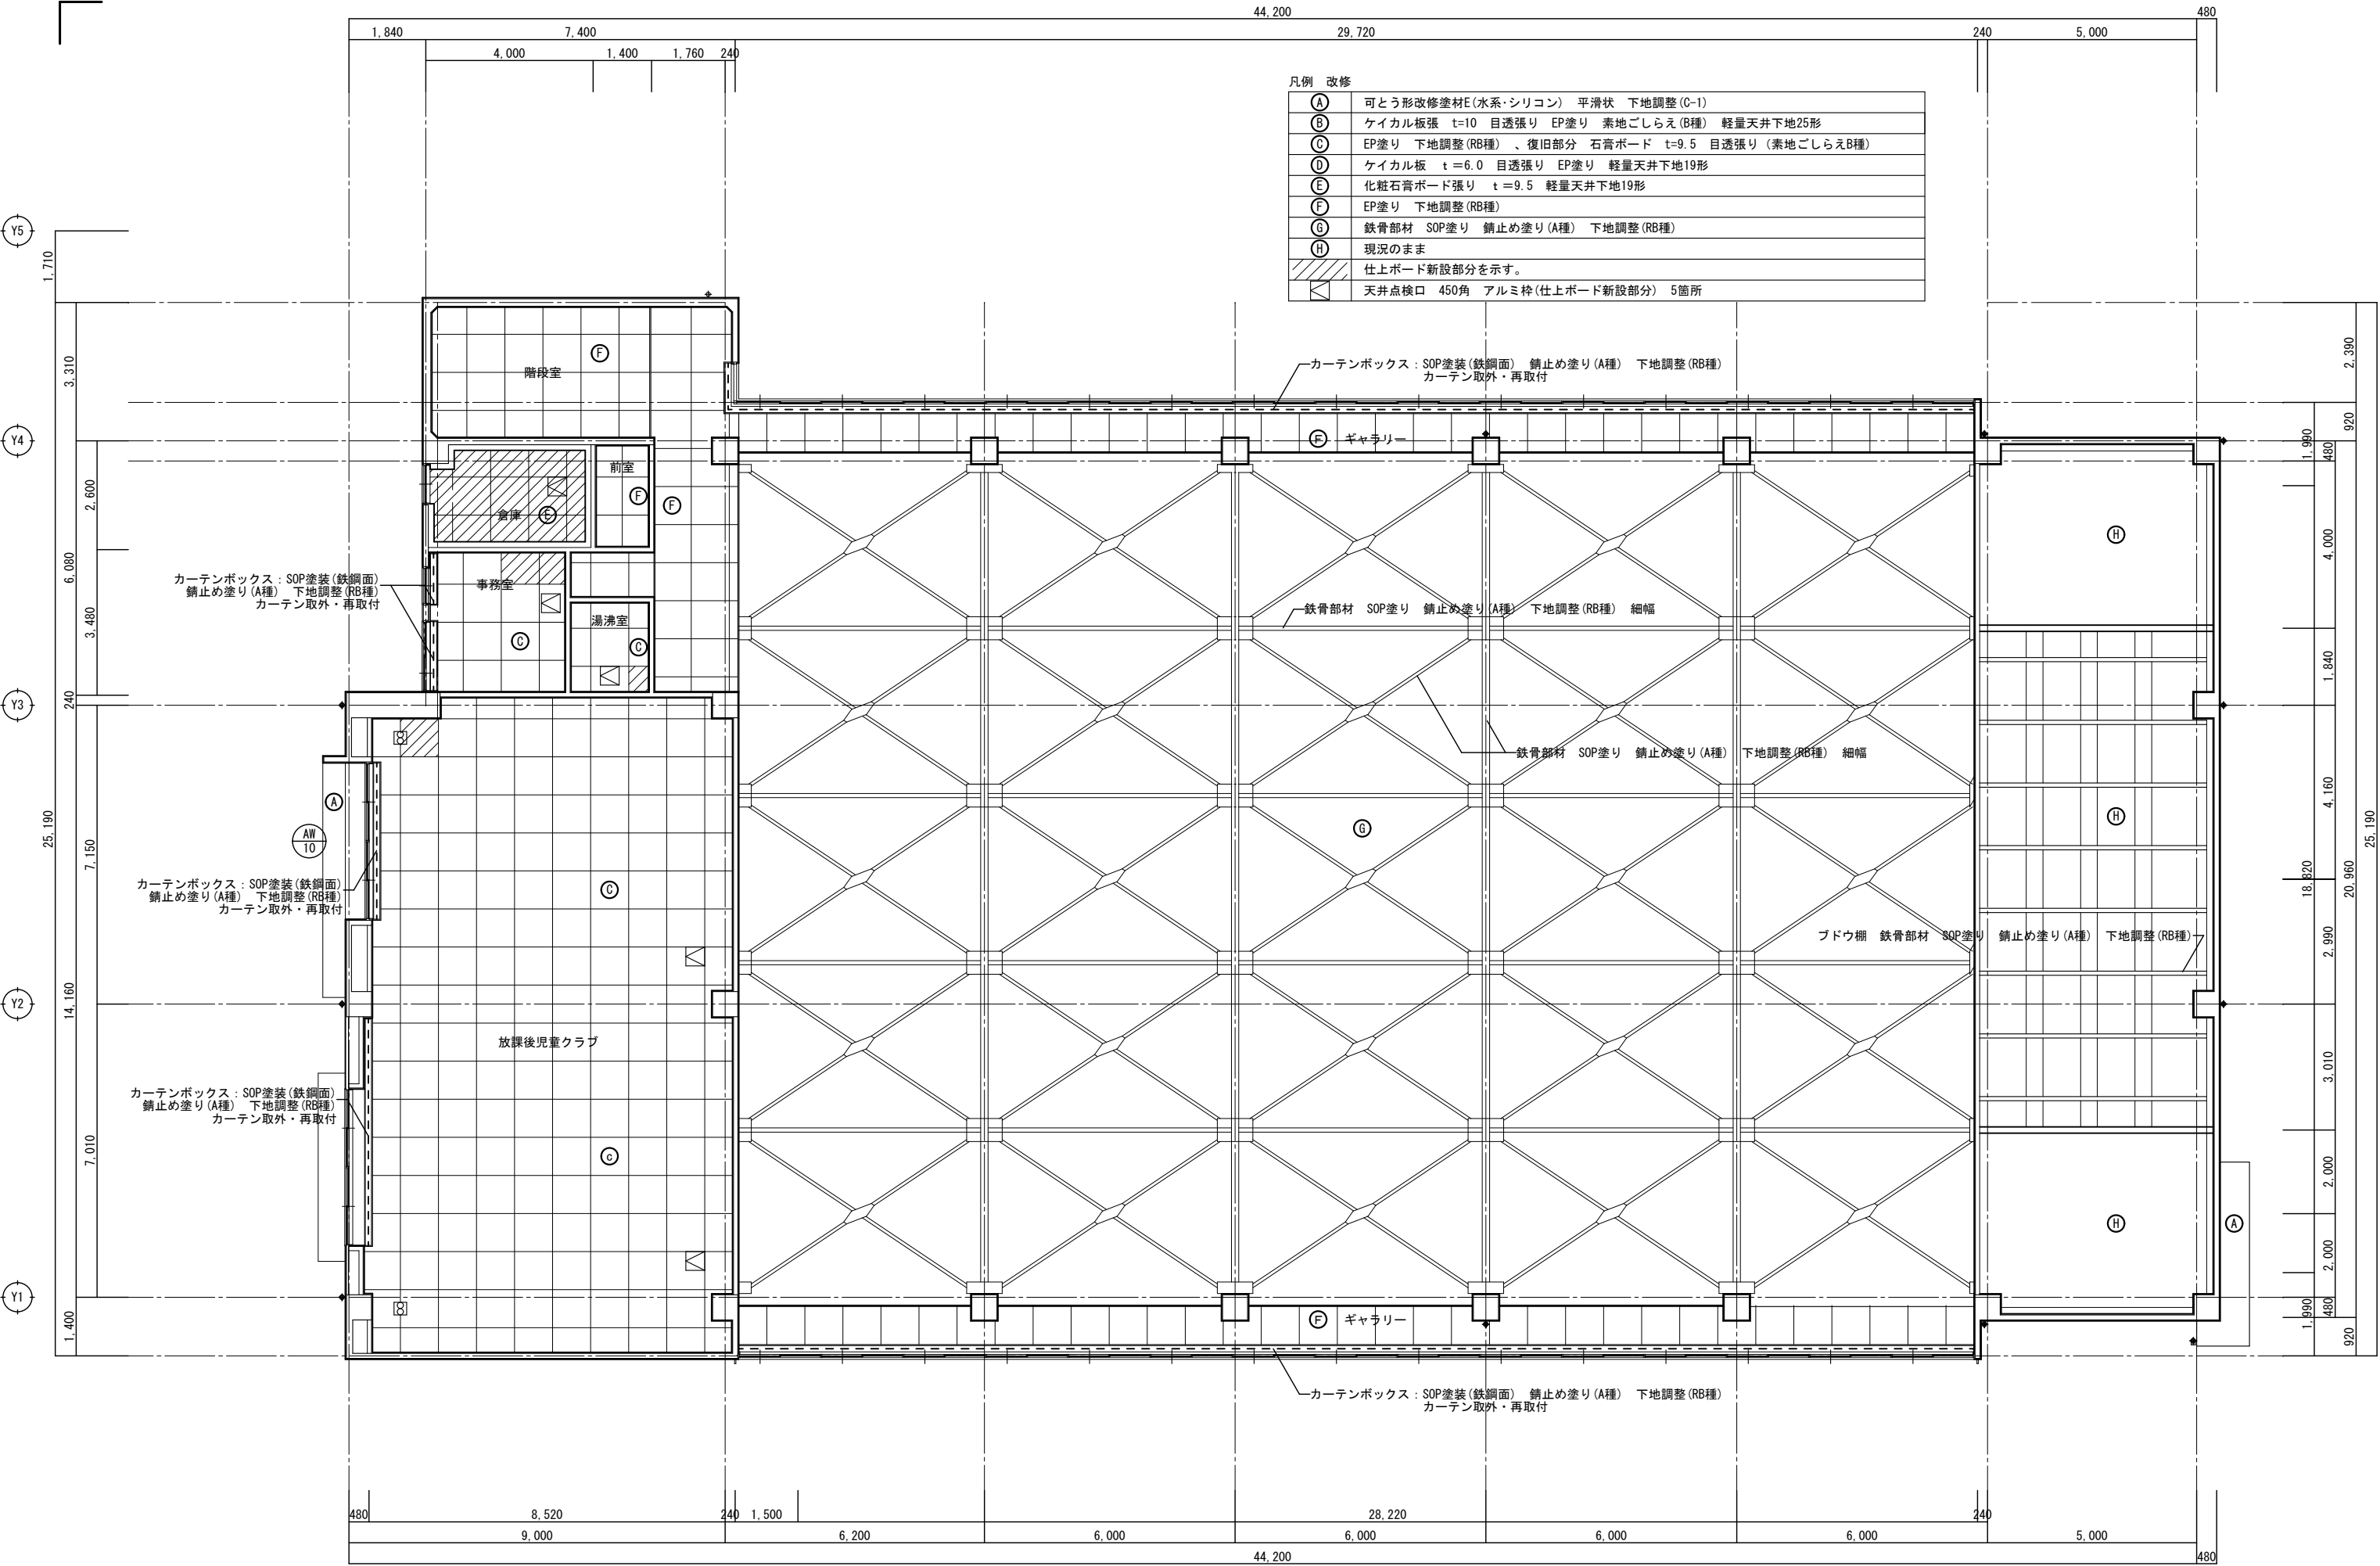 44,200
480
1,840
7,400
29,720
240
5,000
4,000
1,400
1,760
240
凡例 改修
A 可とう形改修塗材E(水系・シリコン) 平滑状 下地調整(C-1)
B ケイカル板張 t=10 目透張り EP塗り 素地ごしらえ(B種) 軽量天井下地25形
C EP塗り 下地調整(RB種) 、復旧部分 石膏ボード t=9.5 目透張り (素地ごしらえB種)
D ケイカル板 t=6.0 目透張り EP塗り 軽量天井下地19形
E 化粧石膏ボード張り t=9.5 軽量天井下地19形
F EP塗り 下地調整(RB種)
G 鉄骨部材 SOP塗り 錆止め塗り(A種) 下地調整(RB種)
H 現況のまま
仕上ボード新設部分を示す。
天井点検口 450角 アルミ枠(仕上ボード新設部分) 5箇所
Y5
Y4
Y3
Y2
Y1
1,710
25,190
1,400
3,310
6,080
240
14,160
2,600
3,480
7,150
7,010
階段室
F
前室
F
F
倉庫
E
事務室
C
湯沸室
C
カーテンボックス：SOP塗装(鉄鋼面)
錆止め塗り(A種) 下地調整(RB種)
カーテン取外・再取付
A
AW
10
カーテンボックス：SOP塗装(鉄鋼面)
錆止め塗り(A種) 下地調整(RB種)
カーテン取外・再取付
C
放課後児童クラブ
カーテンボックス：SOP塗装(鉄鋼面)
錆止め塗り(A種) 下地調整(RB種)
カーテン取外・再取付
c
カーテンボックス：SOP塗装(鉄鋼面) 錆止め塗り(A種) 下地調整(RB種)
カーテン取外・再取付
F ギャラリー
鉄骨部材 SOP塗り 錆止め塗り(A種) 下地調整(RB種) 細幅
鉄骨部材 SOP塗り 錆止め塗り(A種) 下地調整(RB種) 細幅
G
F ギャラリー
カーテンボックス：SOP塗装(鉄鋼面) 錆止め塗り(A種) 下地調整(RB種)
カーテン取外・再取付
H
H
ブドウ棚 鉄骨部材 SOP塗り 錆止め塗り(A種) 下地調整(RB種)
H
A
1,990
18,820
1,990
480
4,000
1,840
4,160
2,990
3,010
2,000
2,000
480
2,390
920
20,960
920
25,190
480
8,520
240
1,500
28,220
240
9,000
6,200
6,000
6,000
6,000
6,000
5,000
44,200
480